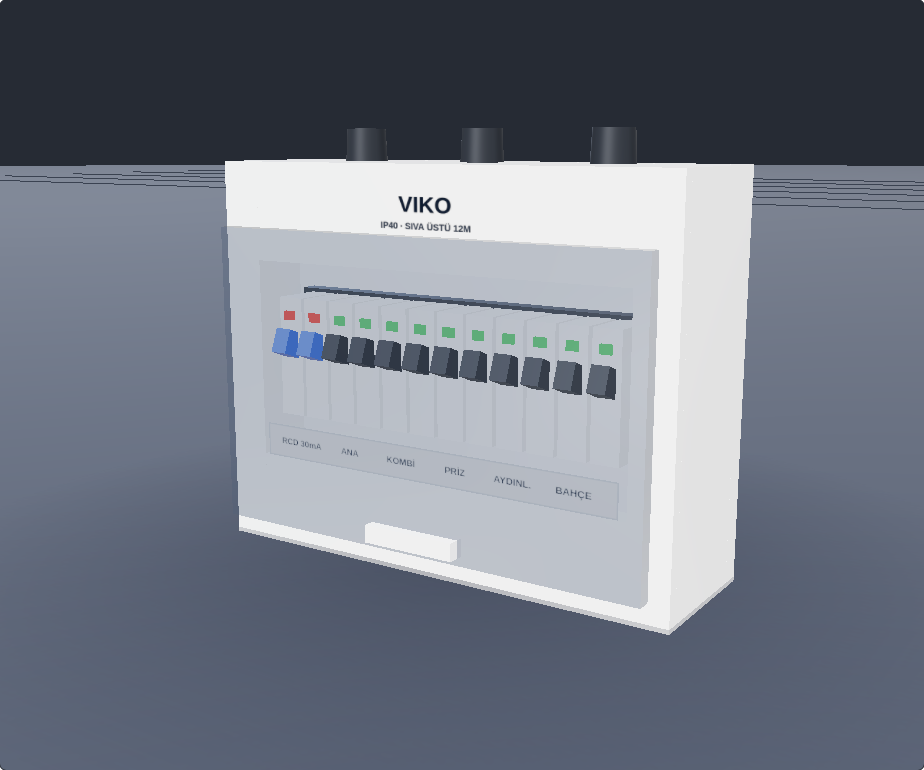 VIKO
IP40 · SIVA ÜSTÜ 12M
RCD 30mA
ANA
KOMBİ
PRİZ
AYDINL.
BAHÇE